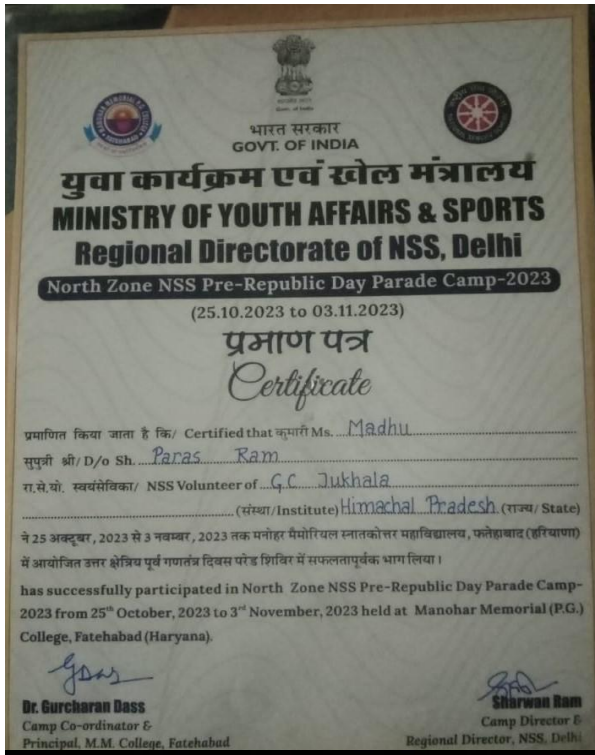 भारत सरकार
GOVT. OF INDIA
युवा कार्यक्रम एवं खेल मंत्रालय
MINISTRY OF YOUTH AFFAIRS & SPORTS
Regional Directorate of NSS, Delhi
North Zone NSS Pre-Republic Day Parade Camp-2023
(25.10.2023 to 03.11.2023)
प्रमाण पत्र
Certificate
प्रमाणित किया जाता है कि/ Certified that कुमारी Ms. Madhu
सुपुत्री श्री/ D/o Sh. Paras Ram
रा.से.यो. स्वयंसेविका/ NSS Volunteer of G.C Jukhala
(संस्था/Institute) Himachal Pradesh (राज्य/ State)
ने 25 अक्टूबर, 2023 से 3 नवम्बर, 2023 तक मनोहर मैमोरियल स्नातकोत्तर महाविद्यालय, फतेहाबाद (हरियाणा)
में आयोजित उत्तर क्षेत्रिय पूर्व गणतंत्र दिवस परेड शिविर में सफलतापूर्वक भाग लिया।
has successfully participated in North Zone NSS Pre-Republic Day Parade Camp-
2023 from 25th October, 2023 to 3rd November, 2023 held at Manohar Memorial (P.G.)
College, Fatehabad (Haryana).
Dr. Gurcharan Dass
Camp Co-ordinator &
Principal, M.M. College, Fatehabad
Sharwan Ram
Camp Director &
Regional Director, NSS, Delhi